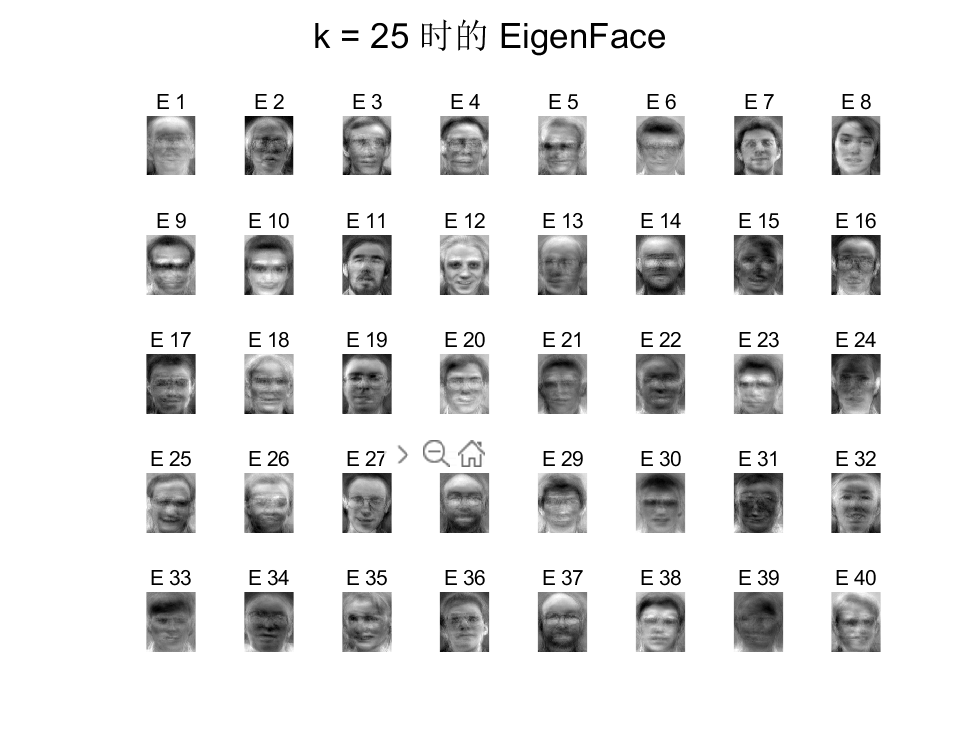 k = 25 时的 EigenFace
E 1 E 2 E 3 E 4 E 5 E 6 E 7 E 8
E 9 E 10 E 11 E 12 E 13 E 14 E 15 E 16
E 17 E 18 E 19 E 20 E 21 E 22 E 23 E 24
E 25 E 26 E 27 E 29 E 30 E 31 E 32
E 33 E 34 E 35 E 36 E 37 E 38 E 39 E 40